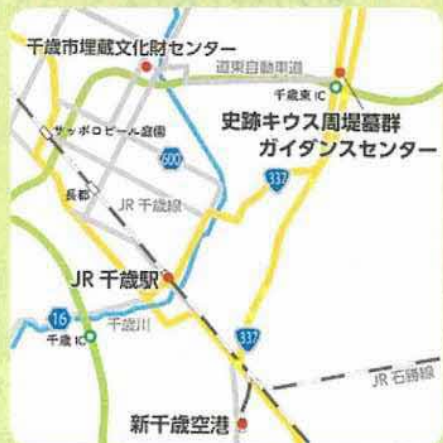 千歳市埋蔵文化財センター
道東自動車道
千歳東IC
サッポロビール庭園
史跡キウス周堤墓群
ガイダンスセンター
600
337
長都
JR 千歳線
JR 千歳駅
16
千歳川
千歳IC
337
JR 石勝線
新千歳空港